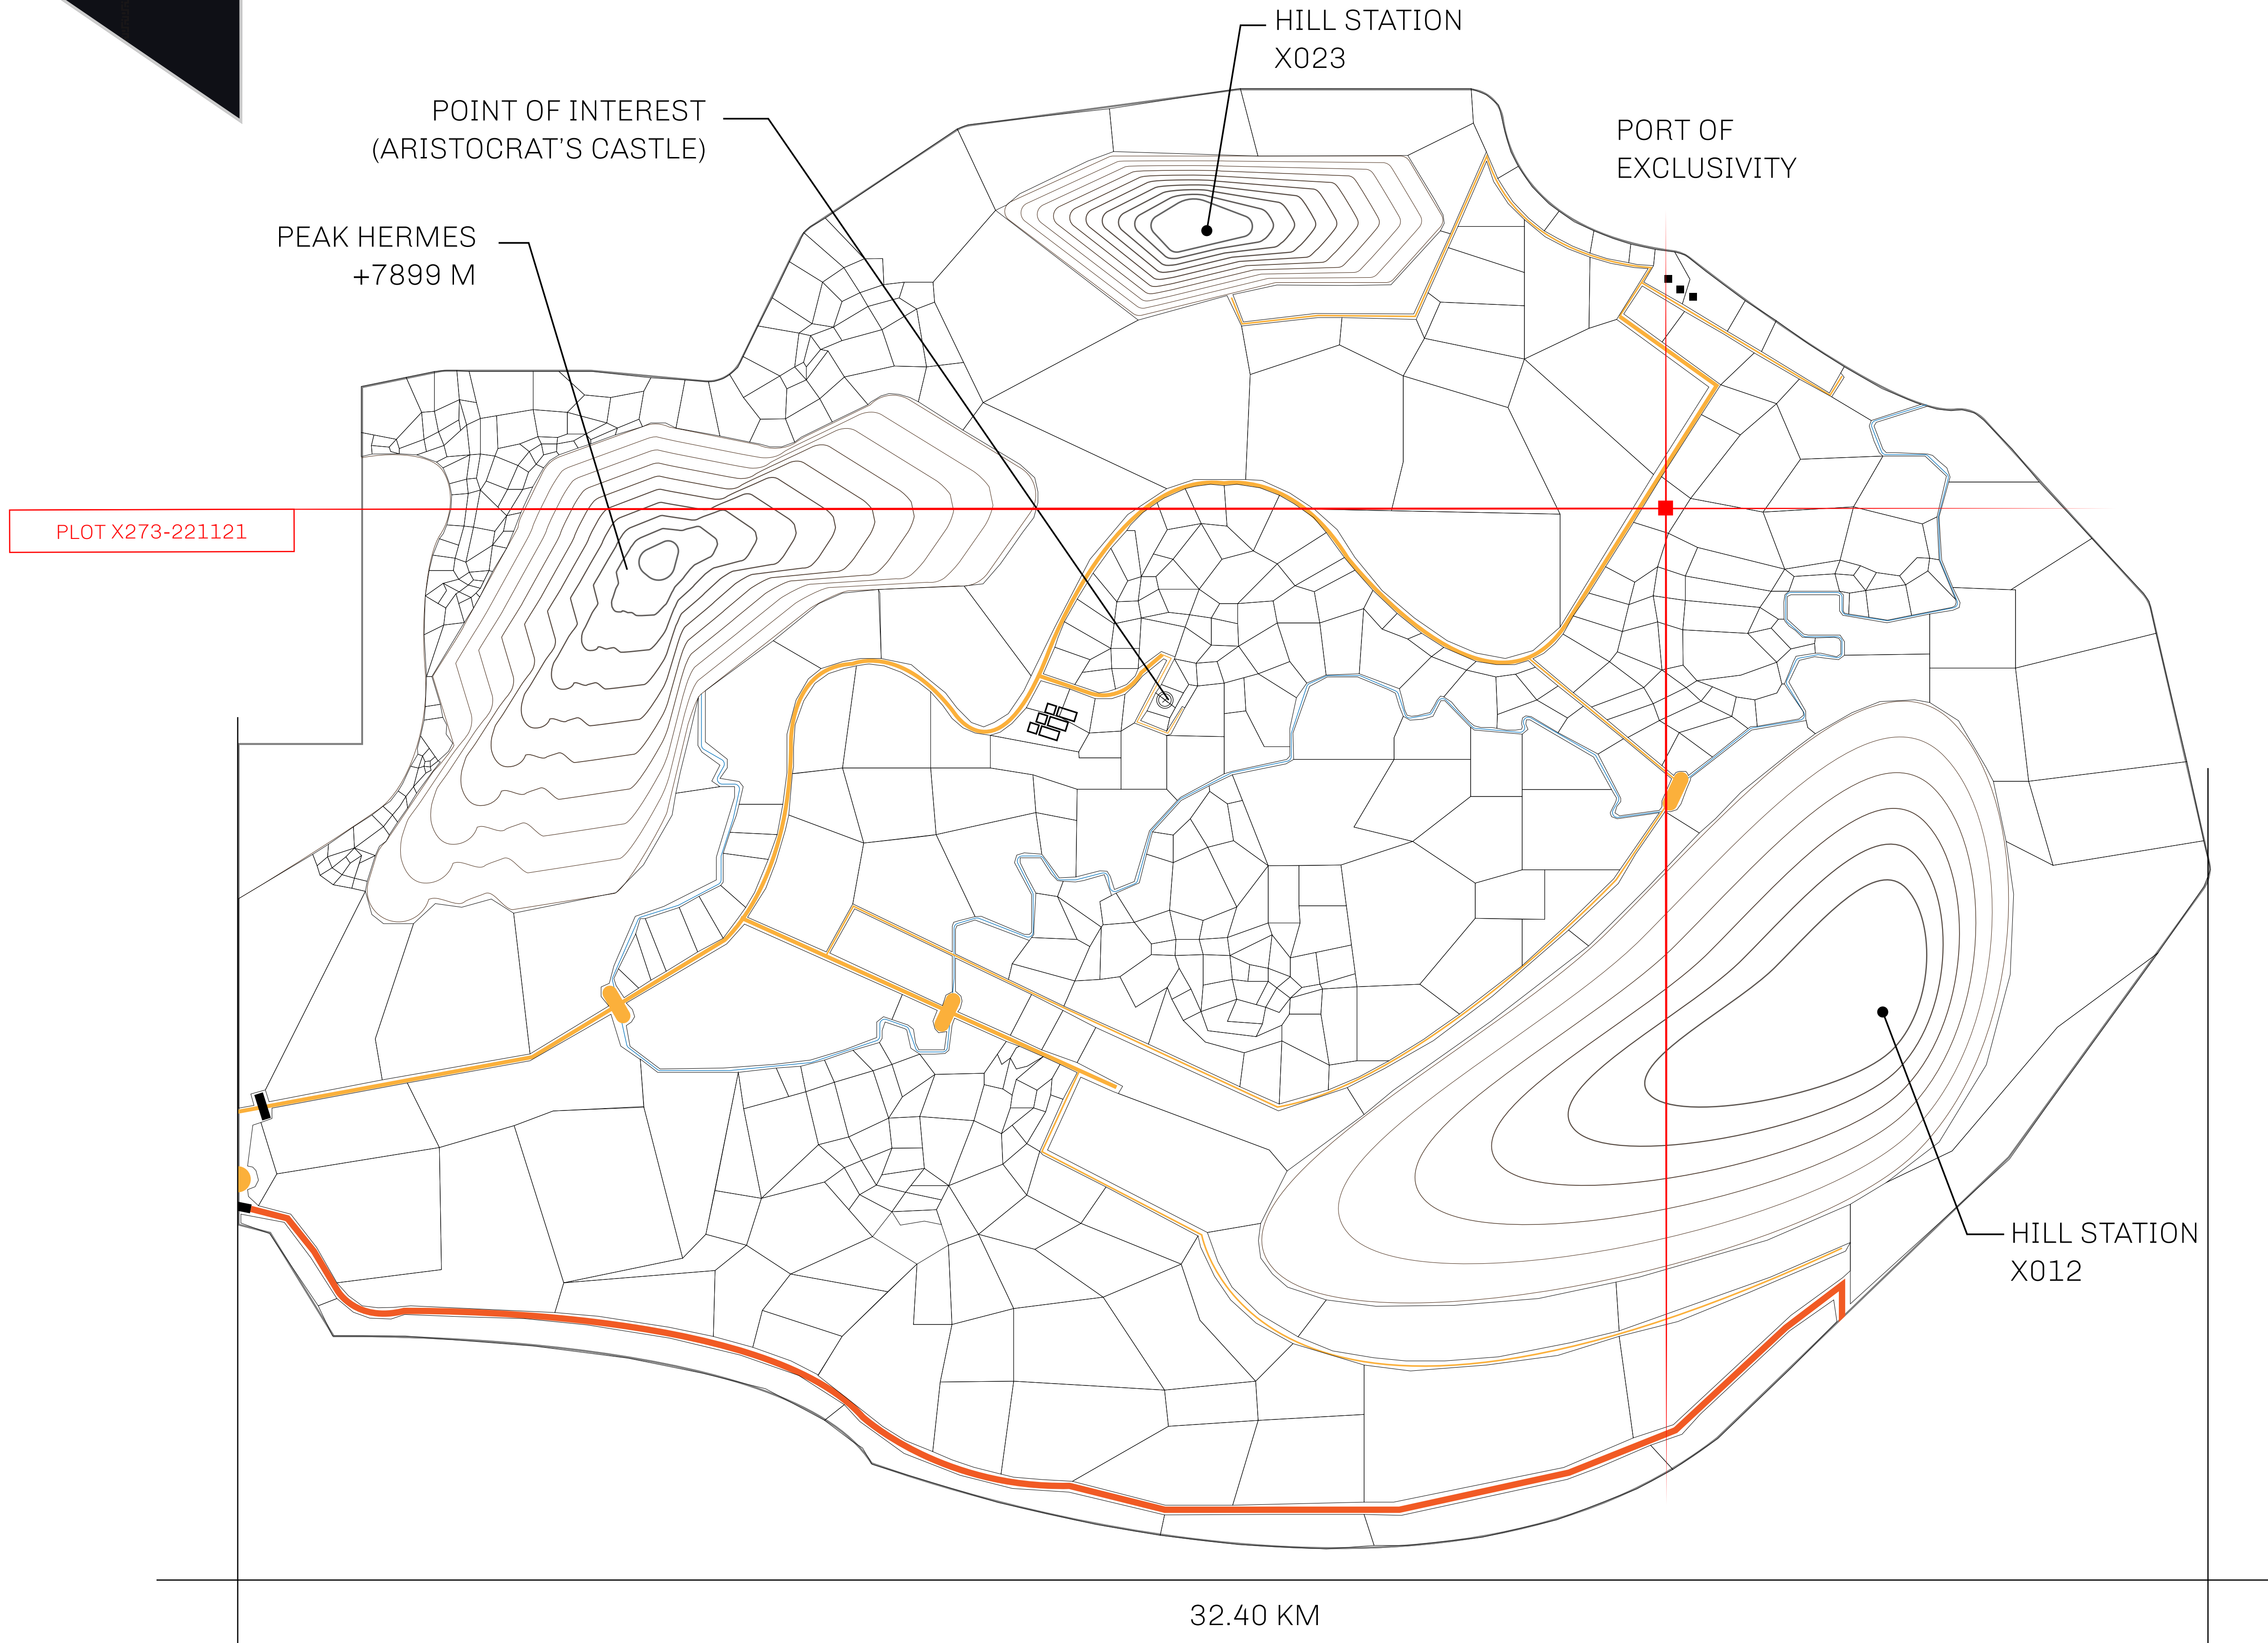 HILL STATION
X023
POINT OF INTEREST
(ARISTOCRAT'S CASTLE)
PORT OF
EXCLUSIVITY
PEAK HERMES
+7899 M
PLOT X273-221121
HILL STATION
X012
32.40 KM